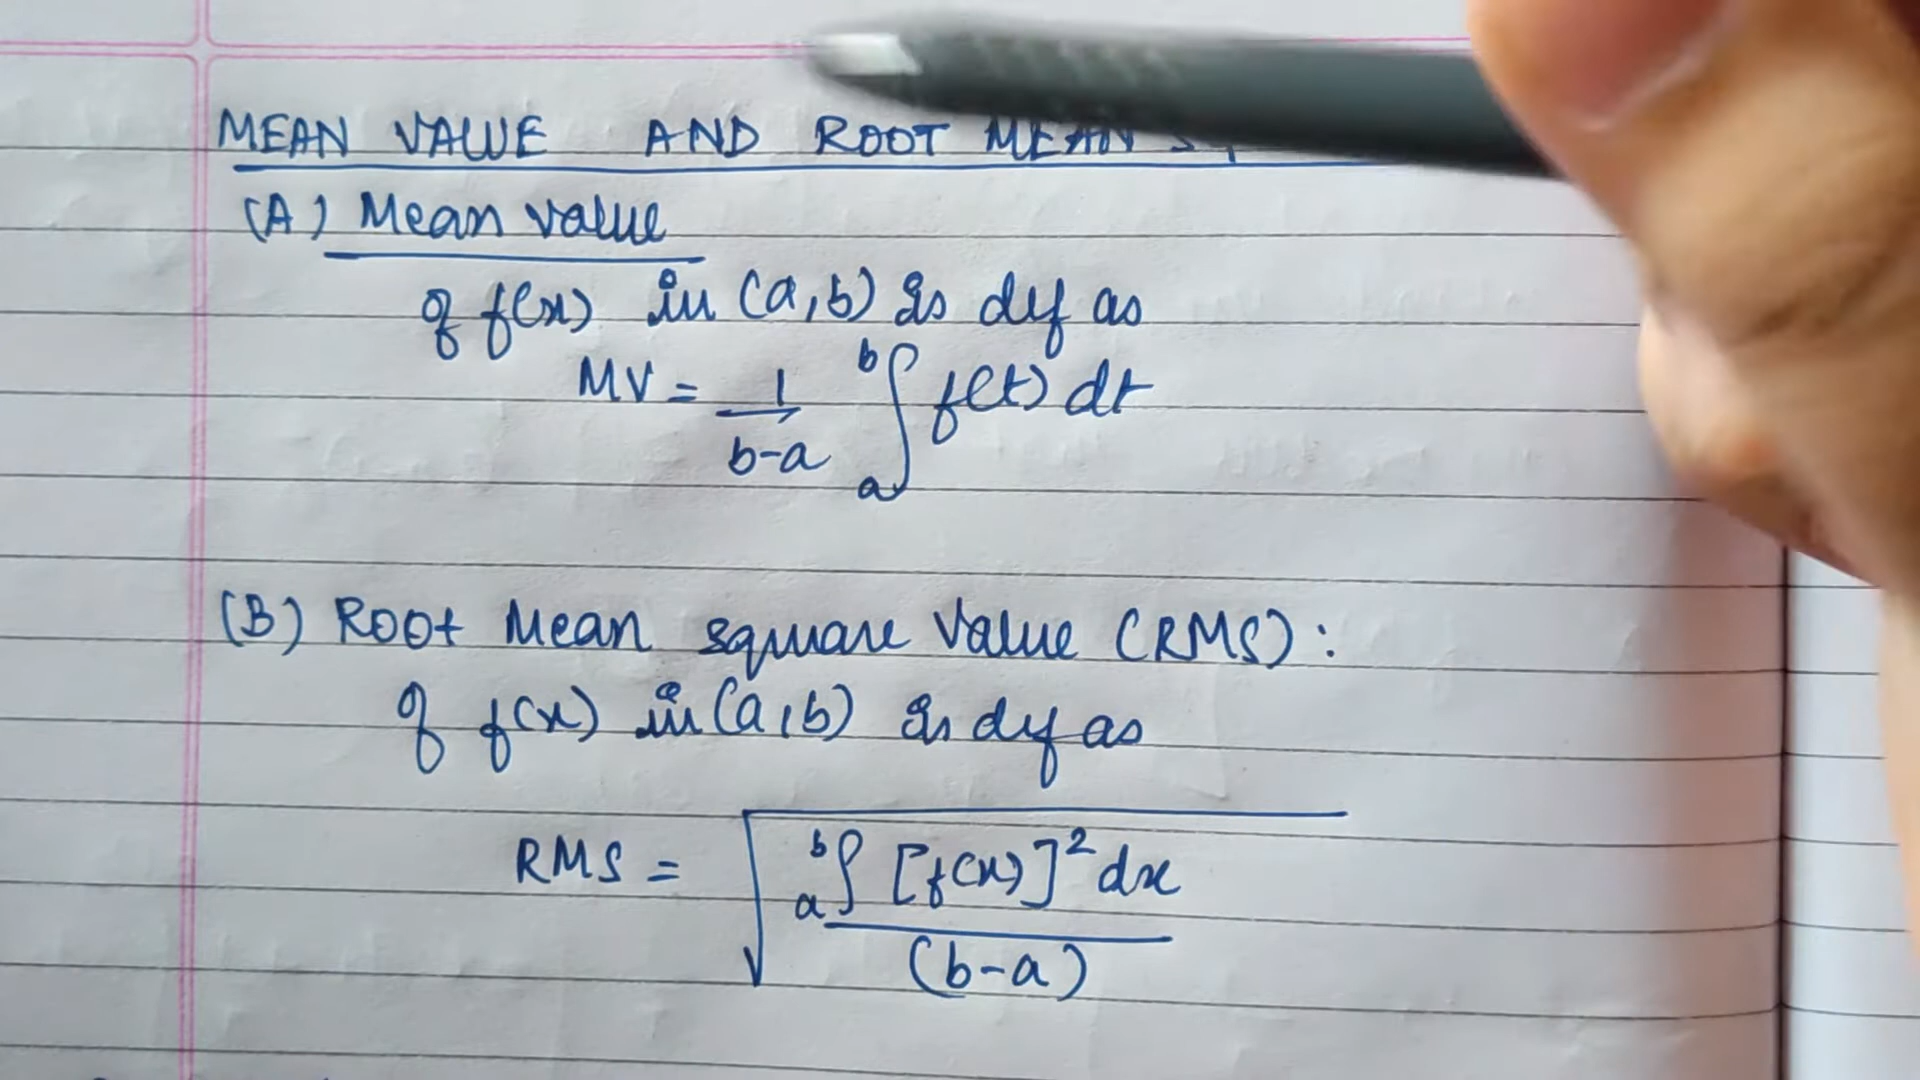 MEAN VALUE AND ROOT MEAN
(A) Mean value
of f(x) in (a,b) is def as
MV = 1/(b-a) ∫_a^b f(t) dt
(B) Root Mean square Value (RMS) :
of f(x) in (a,b) is def as
RMS = √(∫_a^b [f(x)]² dx / (b-a))